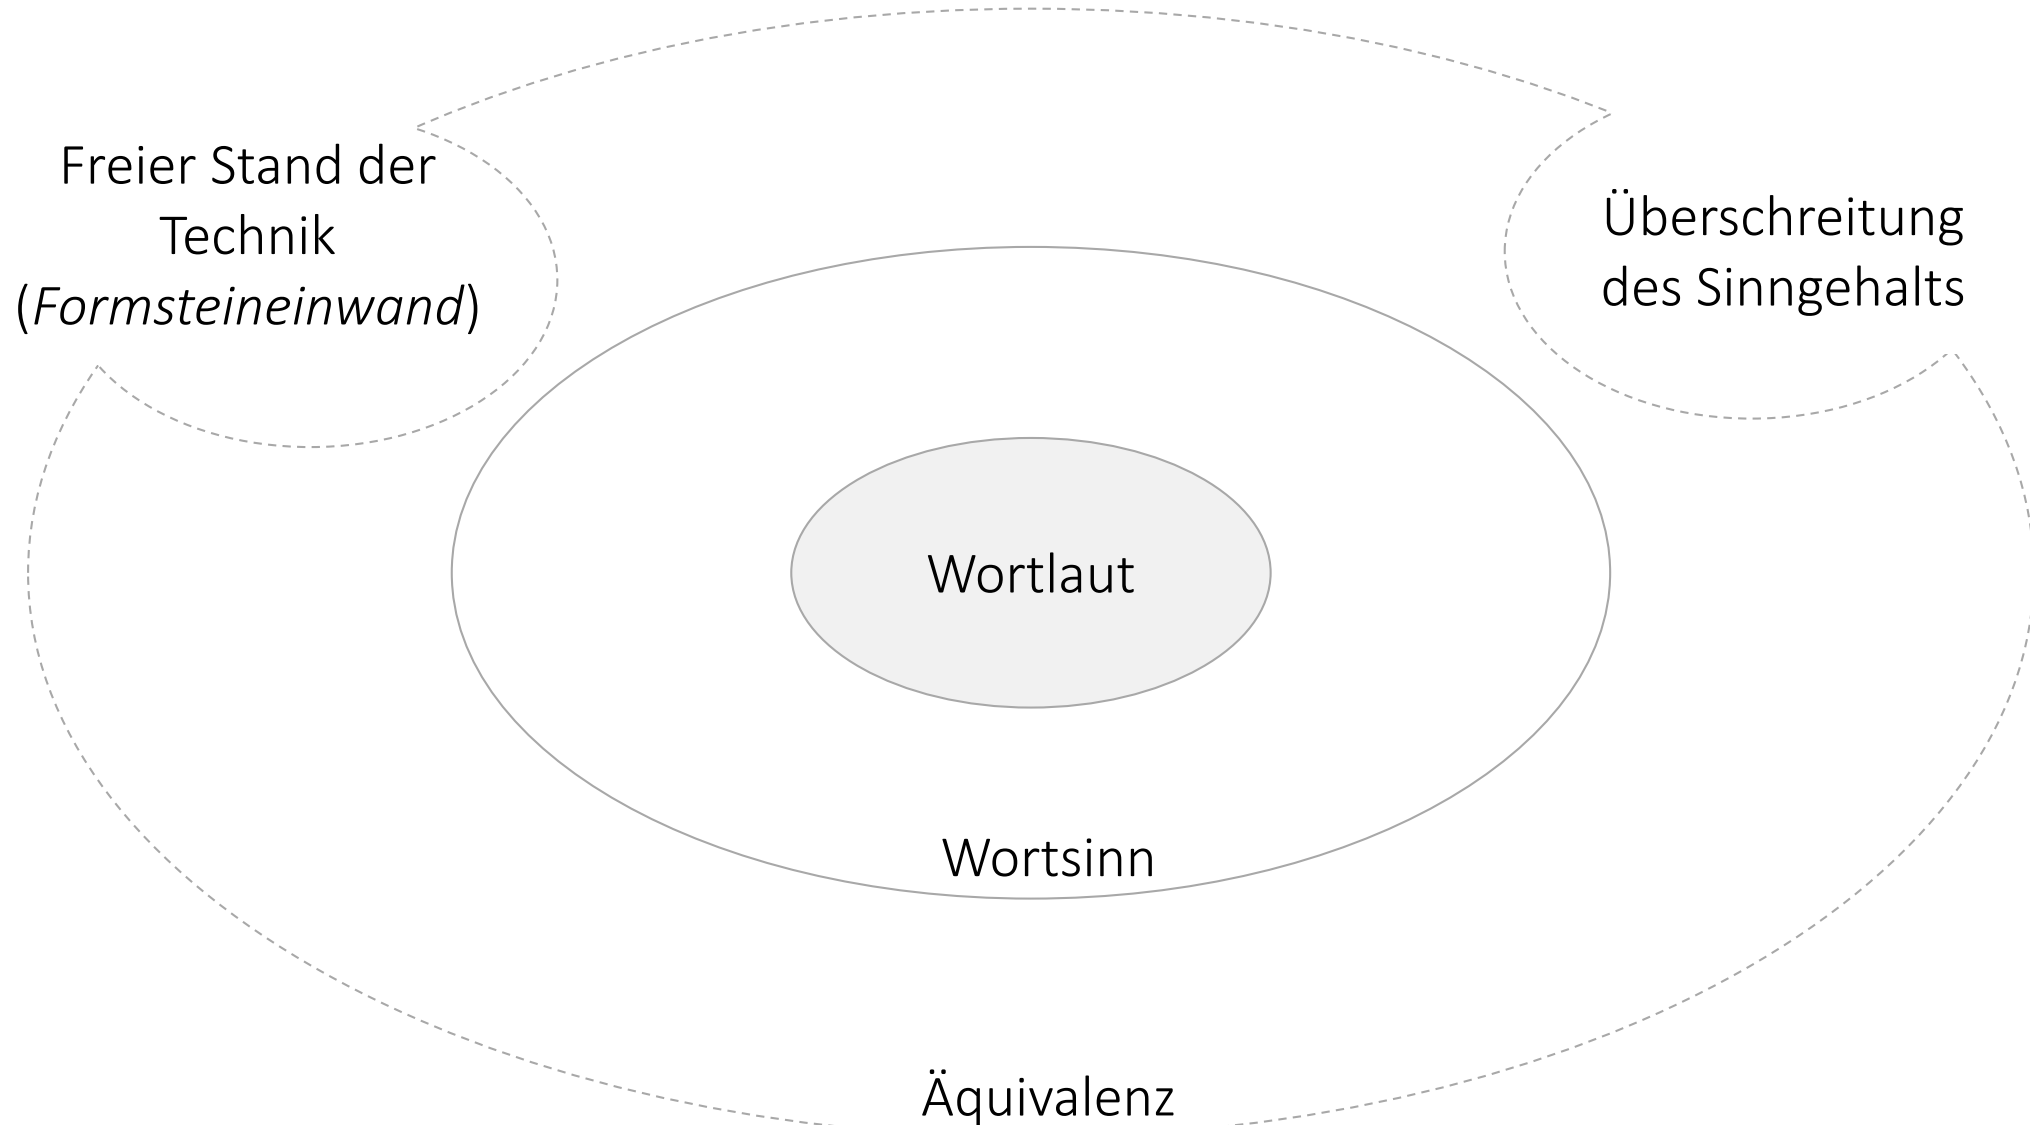 Freier Stand der
Technik
(Formsteineinwand)
Überschreitung
des Sinngehalts
Wortlaut
Wortsinn
Äquivalenz